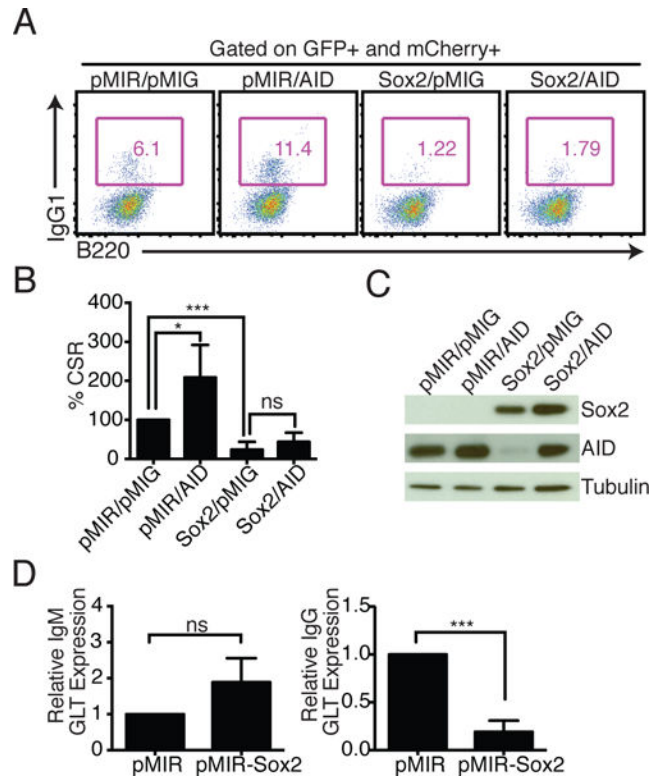 A
Gated on GFP+ and mCherry+
pMIR/pMIG pMIR/AID Sox2/pMIG Sox2/AID
6.1 11.4 1.22 1.79
IgG1
B220
B
% CSR
400
300
200
100
0
***
*
ns
pMIR/pMIG pMIR/AID Sox2/pMIG Sox2/AID
C
pMIR/pMIG pMIR/AID Sox2/pMIG Sox2/AID
Sox2
AID
Tubulin
D
Relative IgM
GLT Expression
4
3
2
1
0
ns
pMIR pMIR-Sox2
Relative IgG
GLT Expression
1.5
1.0
0.5
0.0
***
pMIR pMIR-Sox2